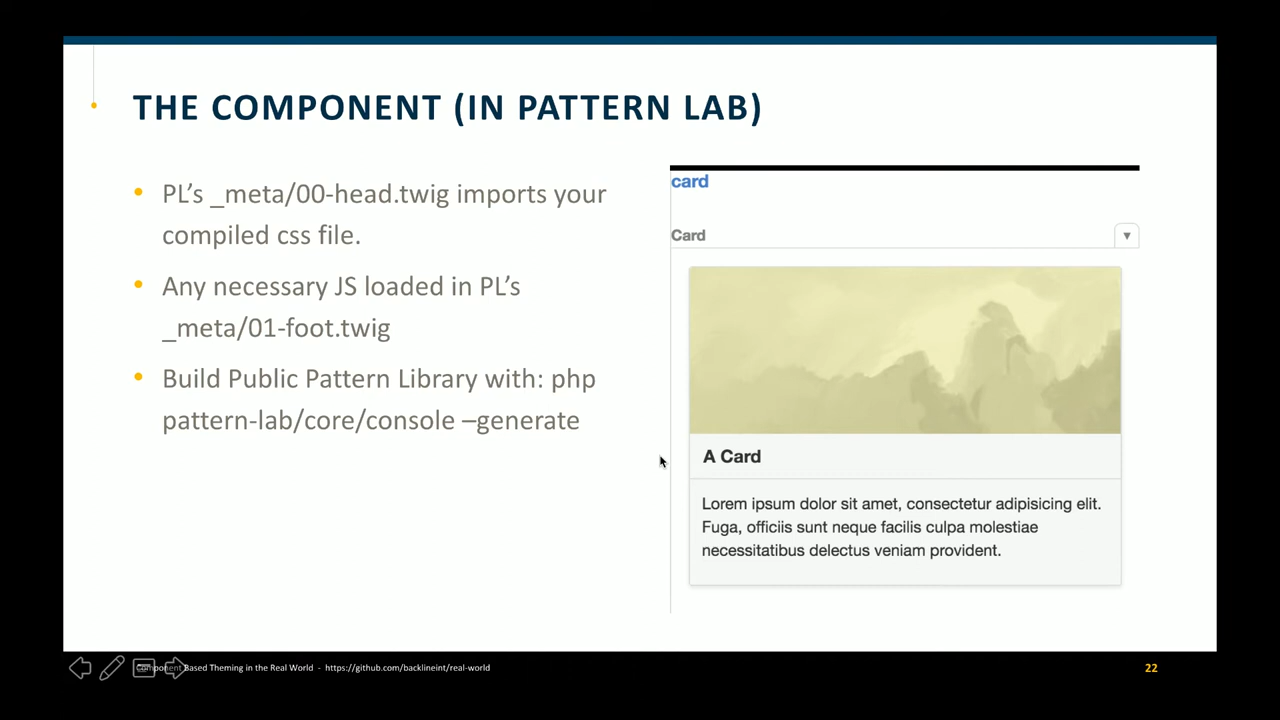 THE COMPONENT (IN PATTERN LAB)
• PL’s _meta/00-head.twig imports your
compiled css file.
• Any necessary JS loaded in PL’s
_meta/01-foot.twig
• Build Public Pattern Library with: php
pattern-lab/core/console –generate
card
Card
A Card
Lorem ipsum dolor sit amet, consectetur adipisicing elit.
Fuga, officiis sunt neque facilis culpa molestiae
necessitatibus delectus veniam provident.
Component Based Theming in the Real World - https://github.com/backlineint/real-world
22